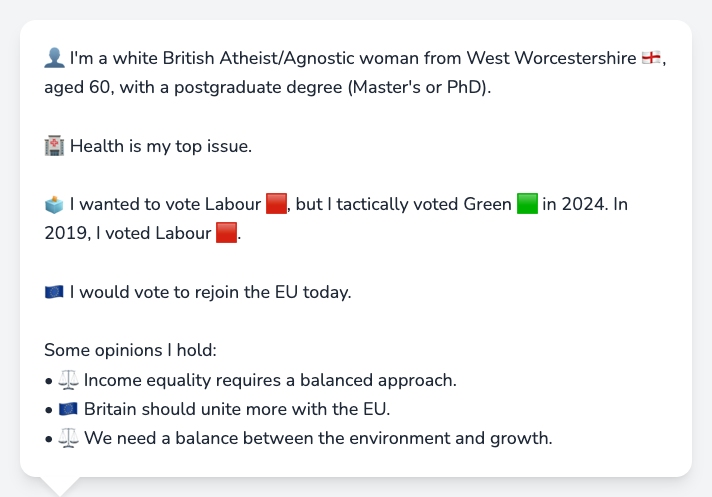 👤 I'm a white British Atheist/Agnostic woman from West Worcestershire 🏴󠁧󠁢󠁥󠁮󠁧󠁿,
aged 60, with a postgraduate degree (Master's or PhD).
🏥 Health is my top issue.
🗳️ I wanted to vote Labour 🟥, but I tactically voted Green 🟩 in 2024. In
2019, I voted Labour 🟥.
🇪🇺 I would vote to rejoin the EU today.
Some opinions I hold:
• ⚖️ Income equality requires a balanced approach.
• 🇪🇺 Britain should unite more with the EU.
• ⚖️ We need a balance between the environment and growth.